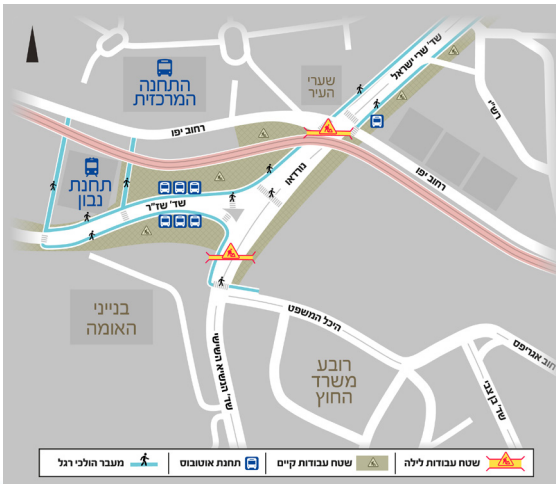 שד' שרי ישראל
שערי
העיר
התחנה
המרכזית
רש"י
רחוב יפו
נורדאו
רחוב יפו
תחנת
נבון
שד' שז"ר
בנייני
האומה
היכל המשפט
שד' הנשיא השישי
רובע
משרד
החוץ
חוב אגריפס
שד' בן צבי
שטח עבודות לילה
שטח עבודות קיים
תחנת אוטובוס
מעבר הולכי רגל